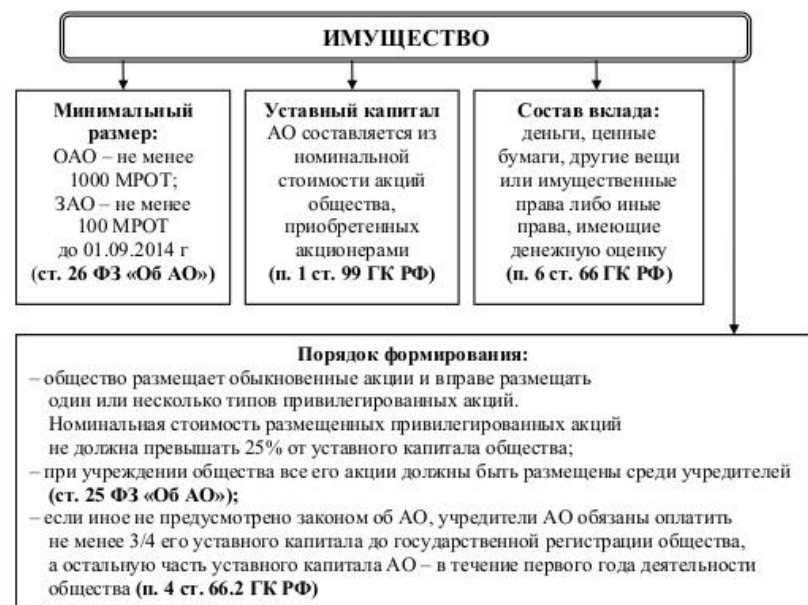 ИМУЩЕСТВО
Минимальный
размер:
ОАО – не менее
1000 МРОТ;
ЗАО – не менее
100 МРОТ
до 01.09.2014 г
(ст. 26 ФЗ «Об АО»)
Уставный капитал
АО составляется из
номинальной
стоимости акций
общества,
приобретенных
акционерами
(п. 1 ст. 99 ГК РФ)
Состав вклада:
деньги, ценные
бумаги, другие вещи
или имущественные
права либо иные
права, имеющие
денежную оценку
(п. 6 ст. 66 ГК РФ)
Порядок формирования:
– общество размещает обыкновенные акции и вправе размещать
один или несколько типов привилегированных акций.
Номинальная стоимость размещенных привилегированных акций
не должна превышать 25% от уставного капитала общества;
– при учреждении общества все его акции должны быть размещены среди учредителей
(ст. 25 ФЗ «Об АО»);
– если иное не предусмотрено законом об АО, учредители АО обязаны оплатить
не менее 3/4 его уставного капитала до государственной регистрации общества,
а остальную часть уставного капитала АО – в течение первого года деятельности
общества (п. 4 ст. 66.2 ГК РФ)